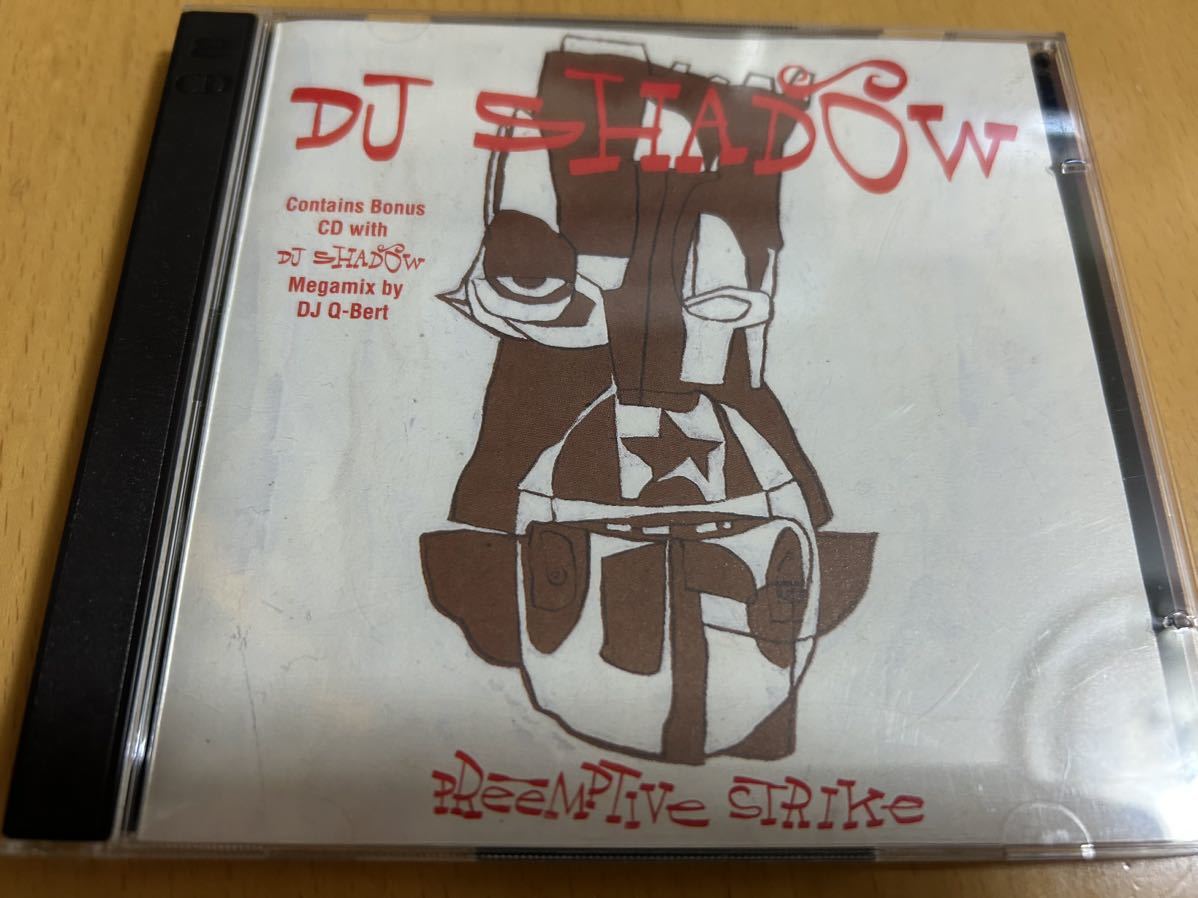 DJ SHADOW
Contains Bonus
CD with
DJ SHADOW
Megamix by
DJ Q-Bert
PREEMPTIVE STRIKE